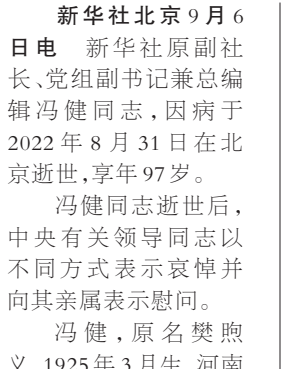 新华社北京9月6
日电 新华社原副社
长、党组副书记兼总编
辑冯健同志,因病于
2022年8月31日在北
京逝世,享年97岁。
冯健同志逝世后,
中央有关领导同志以
不同方式表示哀悼并
向其亲属表示慰问。
冯健,原名樊煦
义,1925年3月生,河南